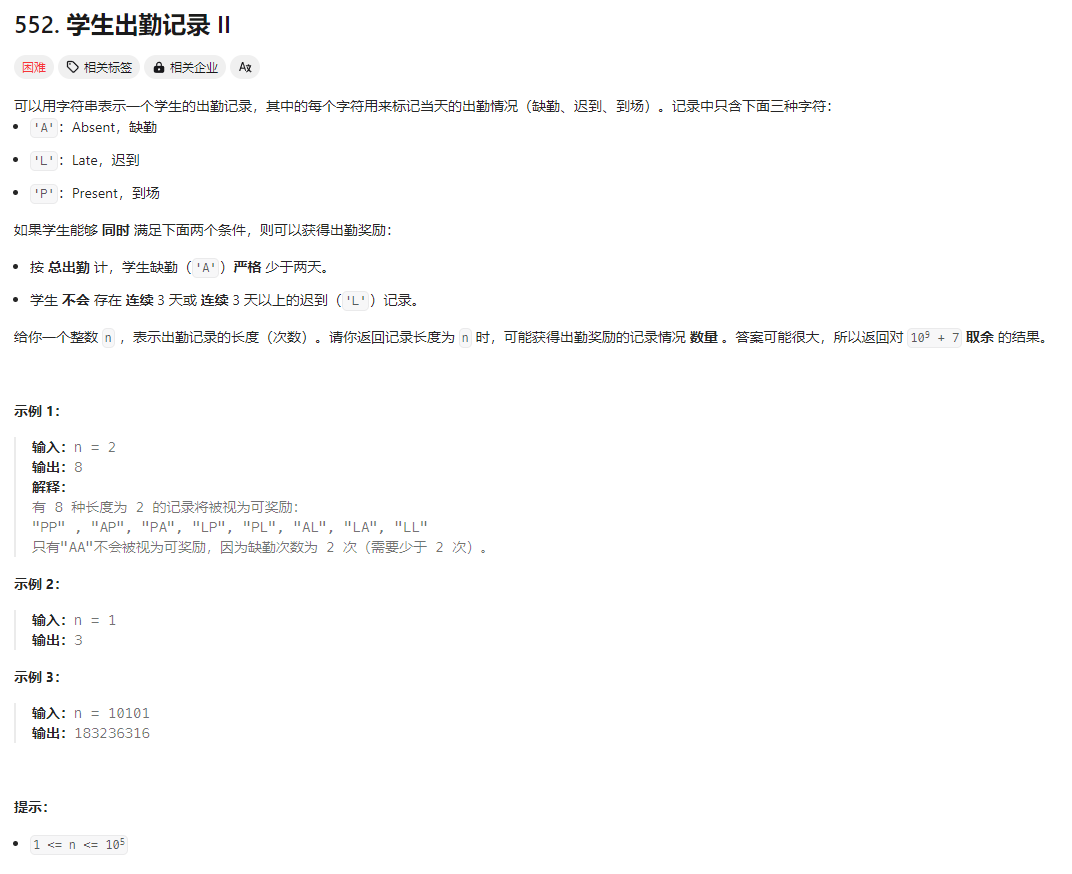 552. 学生出勤记录 II
困难 相关标签 相关企业 Aあ
可以用字符串表示一个学生的出勤记录，其中的每个字符用来标记当天的出勤情况（缺勤、迟到、到场）。记录中只含下面三种字符：
• 'A'：Absent，缺勤
• 'L'：Late，迟到
• 'P'：Present，到场
如果学生能够 同时 满足下面两个条件，则可以获得出勤奖励：
• 按 总出勤 计，学生缺勤（'A'）严格 少于两天。
• 学生 不会 存在 连续 3 天或 连续 3 天以上的迟到（'L'）记录。
给你一个整数 n ，表示出勤记录的长度（次数）。请你返回记录长度为 n 时，可能获得出勤奖励的记录情况 数量 。答案可能很大，所以返回对 10⁹ + 7 取余 的结果。
示例 1：
输入：n = 2
输出：8
解释：
有 8 种长度为 2 的记录将被视为可奖励：
"PP" , "AP", "PA", "LP", "PL", "AL", "LA", "LL"
只有"AA"不会被视为可奖励，因为缺勤次数为 2 次（需要少于 2 次）。
示例 2：
输入：n = 1
输出：3
示例 3：
输入：n = 10101
输出：183236316
提示：
• 1 <= n <= 10⁵